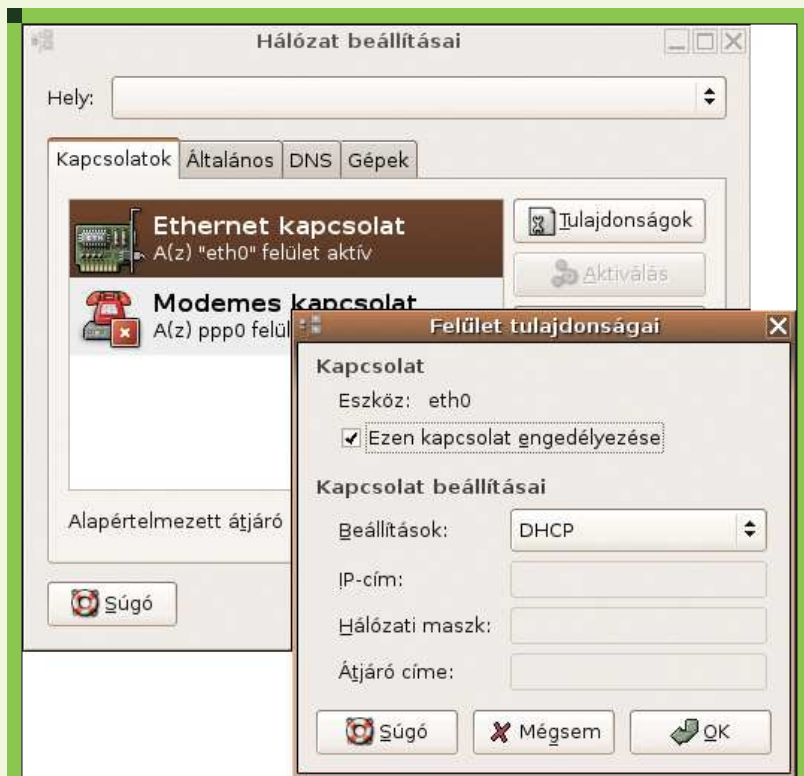 Hálózat beállításai
Hely:
Kapcsolatok Általános DNS Gépek
Ethernet kapcsolat
A(z) "eth0" felület aktív
Tulajdonságok
Aktiválás
Modemes kapcsolat
A(z) ppp0
Alapértelmezett átjáró
Súgó
Felület tulajdonságai
Kapcsolat
Eszköz: eth0
Ezen kapcsolat engedélyezése
Kapcsolat beállításai
Beállítások: DHCP
IP-cím:
Hálózati maszk:
Átjáró címe:
Súgó Mégsem OK